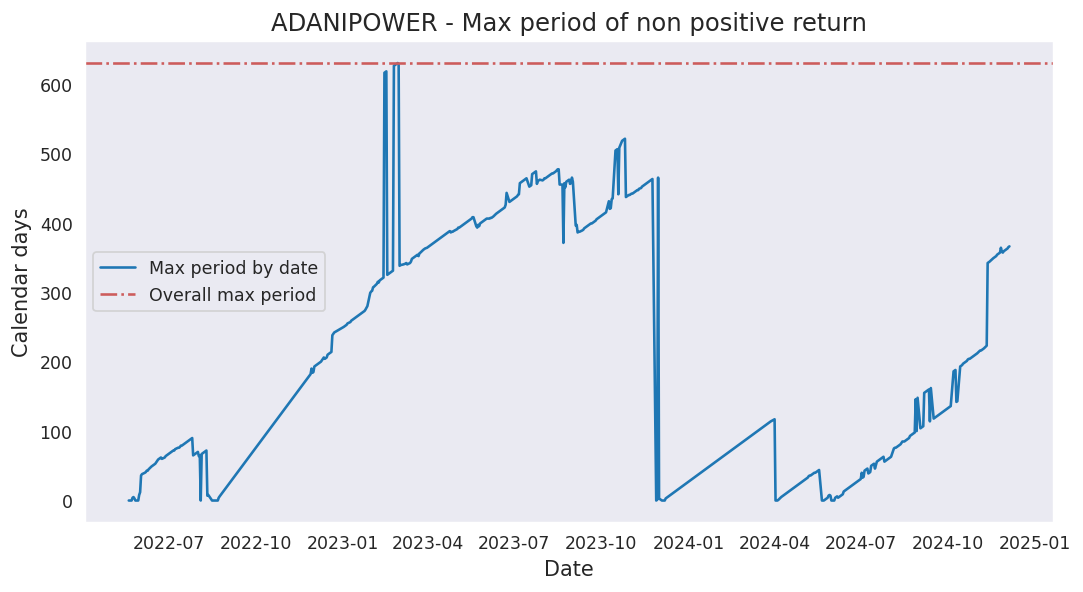 ADANIPOWER - Max period of non positive return
Calendar days
600
500
400
300
200
100
0
Max period by date
Overall max period
2022-07 2022-10 2023-01 2023-04 2023-07 2023-10 2024-01 2024-04 2024-07 2024-10 2025-01
Date